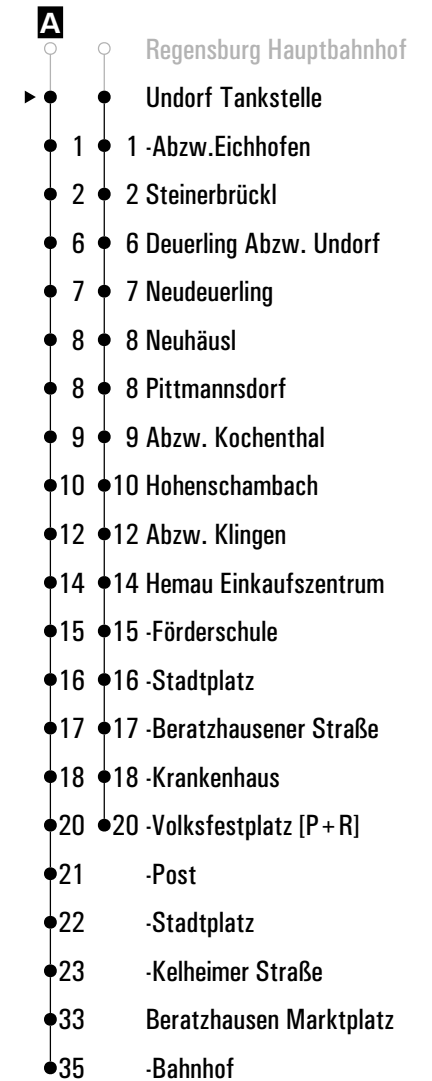 A
Regensburg Hauptbahnhof
Undorf Tankstelle
1 1 -Abzw.Eichhofen
2 2 Steinerbrückl
6 6 Deuerling Abzw. Undorf
7 7 Neudeuerling
8 8 Neuhäusl
8 8 Pittmannsdorf
9 9 Abzw. Kochenthal
10 10 Hohenschambach
12 12 Abzw. Klingen
14 14 Hemau Einkaufszentrum
15 15 -Förderschule
16 16 -Stadtplatz
17 17 -Beratzhausener Straße
18 18 -Krankenhaus
20 20 -Volksfestplatz [P+R]
21 -Post
22 -Stadtplatz
23 -Kelheimer Straße
33 Beratzhausen Marktplatz
35 -Bahnhof